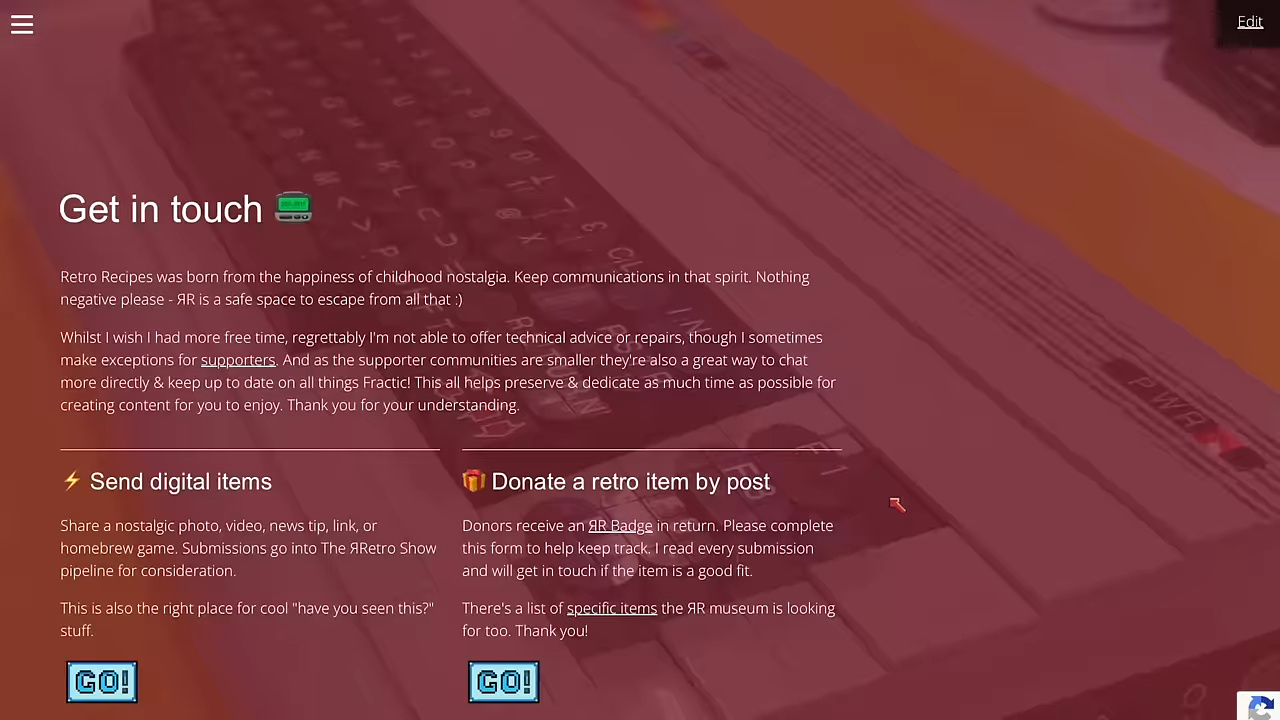 Edit
Get in touch
Retro Recipes was born from the happiness of childhood nostalgia. Keep communications in that spirit. Nothing
negative please - ЯR is a safe space to escape from all that :)
Whilst I wish I had more free time, regrettably I'm not able to offer technical advice or repairs, though I sometimes
make exceptions for supporters. And as the supporter communities are smaller they're also a great way to chat
more directly & keep up to date on all things Fractic! This all helps preserve & dedicate as much time as possible for
creating content for you to enjoy. Thank you for your understanding.
⚡ Send digital items
Share a nostalgic photo, video, news tip, link, or
homebrew game. Submissions go into The ЯRetro Show
pipeline for consideration.
This is also the right place for cool "have you seen this?"
stuff.
GO!
🎁 Donate a retro item by post
Donors receive an ЯR Badge in return. Please complete
this form to help keep track. I read every submission
and will get in touch if the item is a good fit.
There's a list of specific items the ЯR museum is looking
for too. Thank you!
GO!
PWR